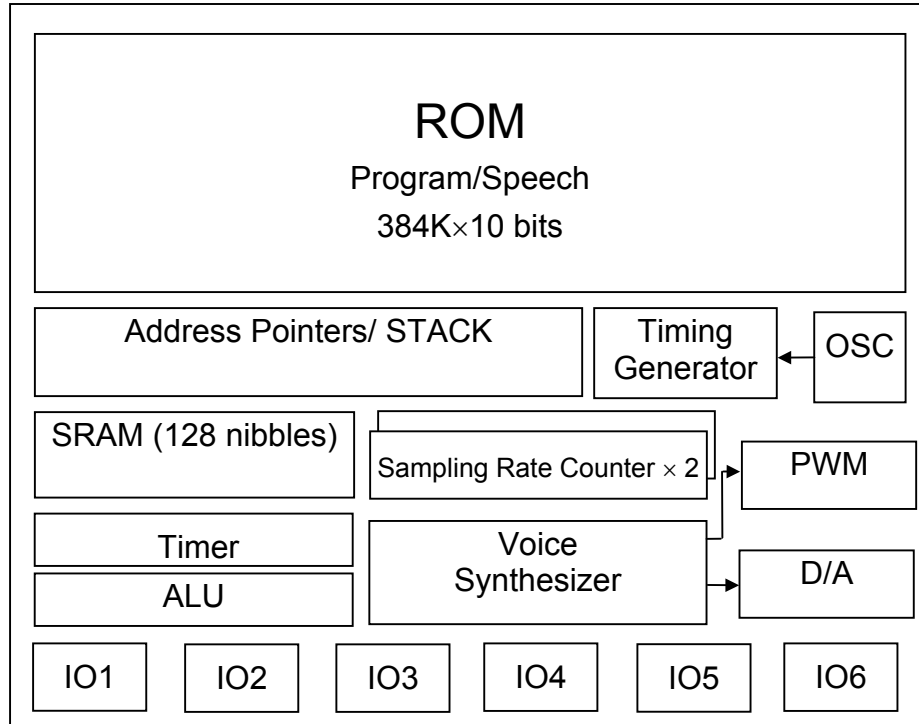 ROM
Program/Speech
384K×10 bits
Address Pointers/ STACK
Timing
Generator
OSC
SRAM (128 nibbles)
Sampling Rate Counter × 2
PWM
Timer
Voice
Synthesizer
D/A
ALU
IO1
IO2
IO3
IO4
IO5
IO6